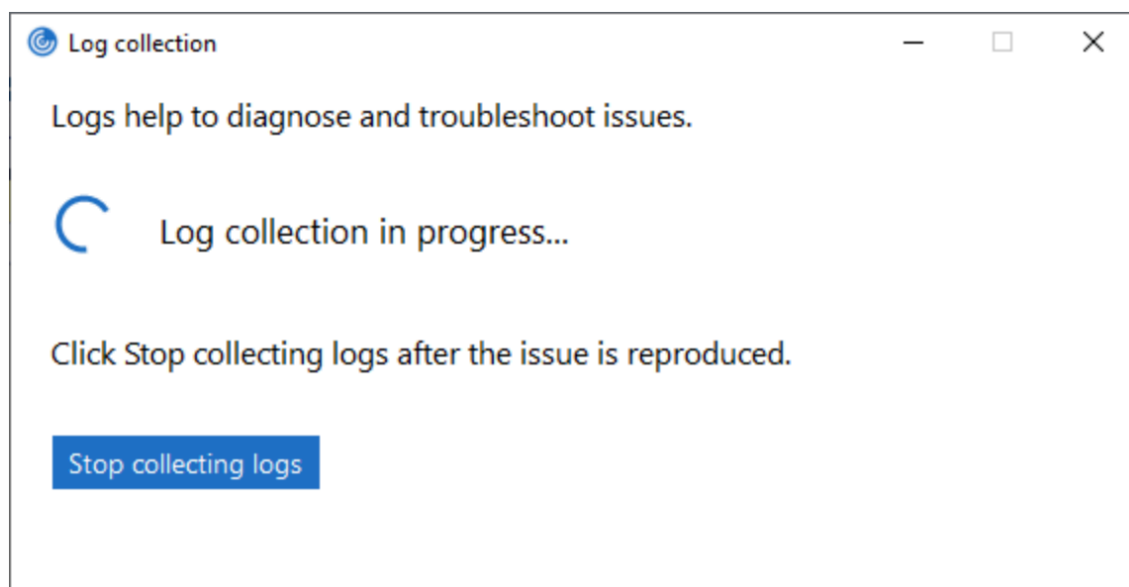 Log collection
Logs help to diagnose and troubleshoot issues.
Log collection in progress...
Click Stop collecting logs after the issue is reproduced.
Stop collecting logs